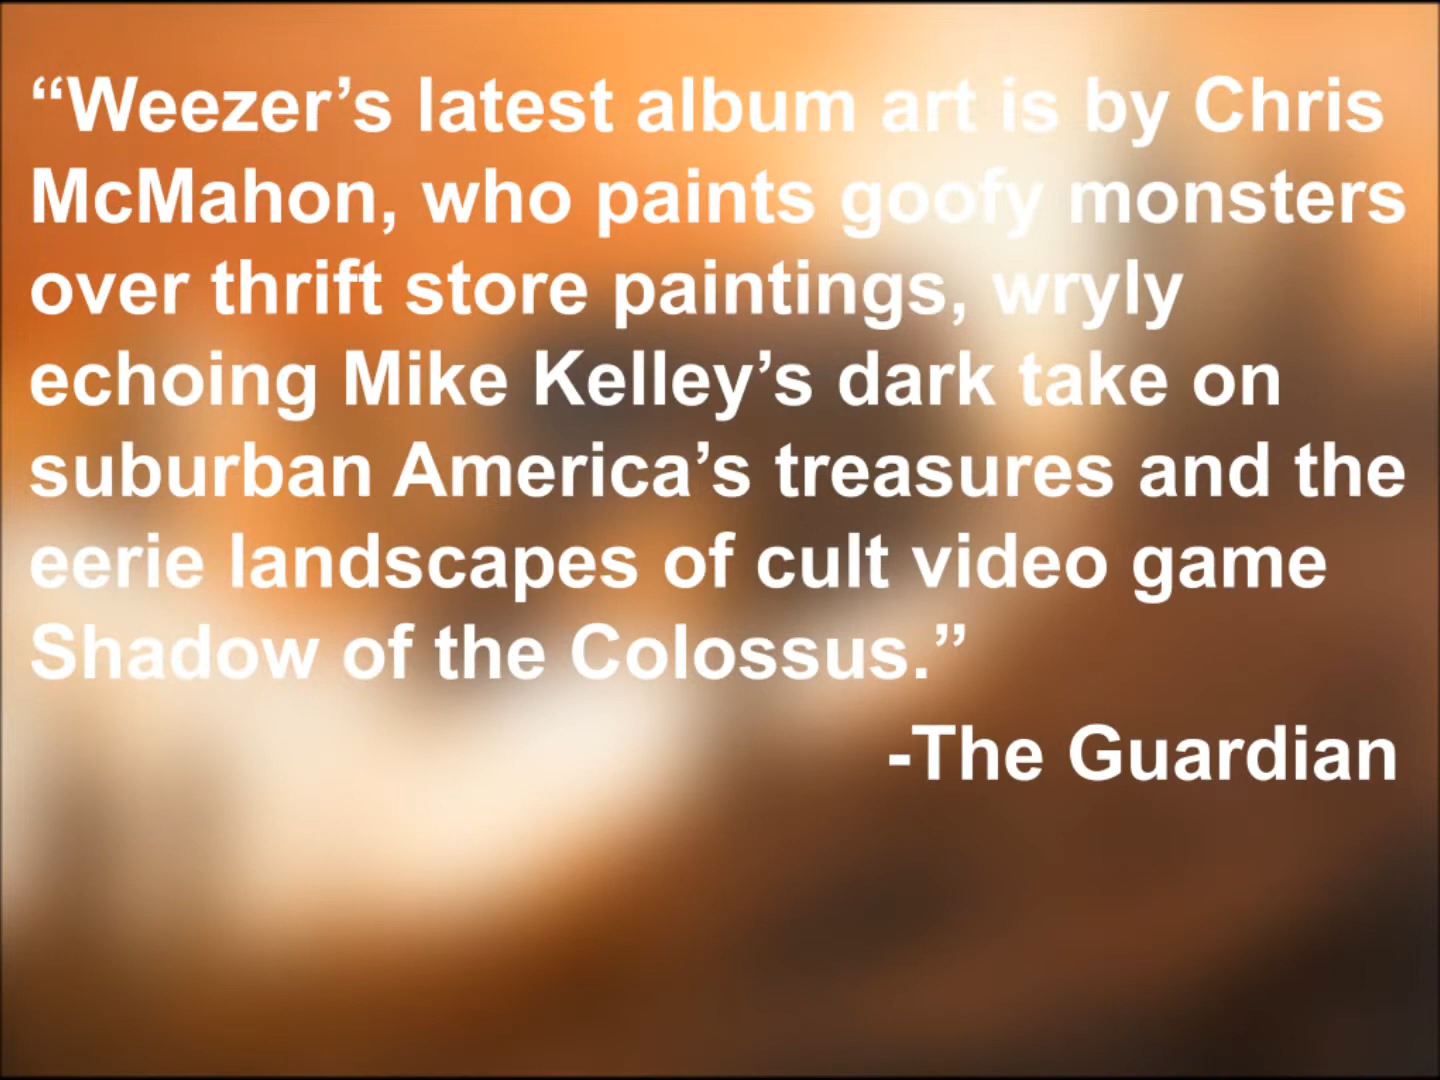 “Weezer’s latest album art is by Chris
McMahon, who paints goofy monsters
over thrift store paintings, wryly
echoing Mike Kelley’s dark take on
suburban America’s treasures and the
eerie landscapes of cult video game
Shadow of the Colossus.”
-The Guardian